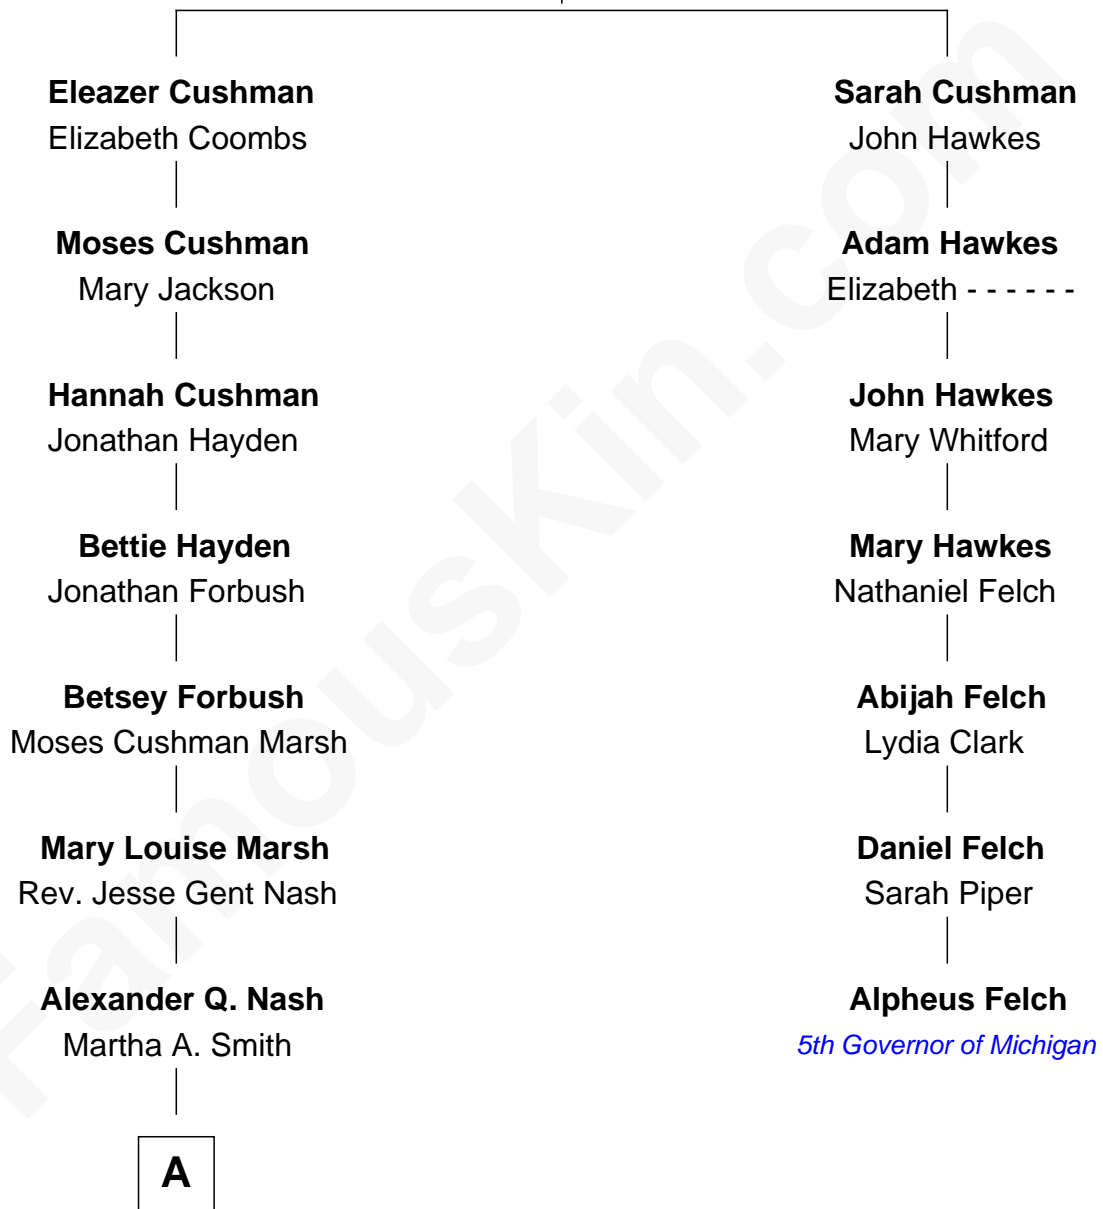 Eleazer Cushman
Elizabeth Coombs
Moses Cushman
Mary Jackson
Hannah Cushman
Jonathan Hayden
Bettie Hayden
Jonathan Forbush
Betsey Forbush
Moses Cushman Marsh
Mary Louise Marsh
Rev. Jesse Gent Nash
Alexander Q. Nash
Martha A. Smith
A
Sarah Cushman
John Hawkes
Adam Hawkes
Elizabeth - - - - - -
John Hawkes
Mary Whitford
Mary Hawkes
Nathaniel Felch
Abijah Felch
Lydia Clark
Daniel Felch
Sarah Piper
Alpheus Felch
5th Governor of Michigan
FamousKin.com